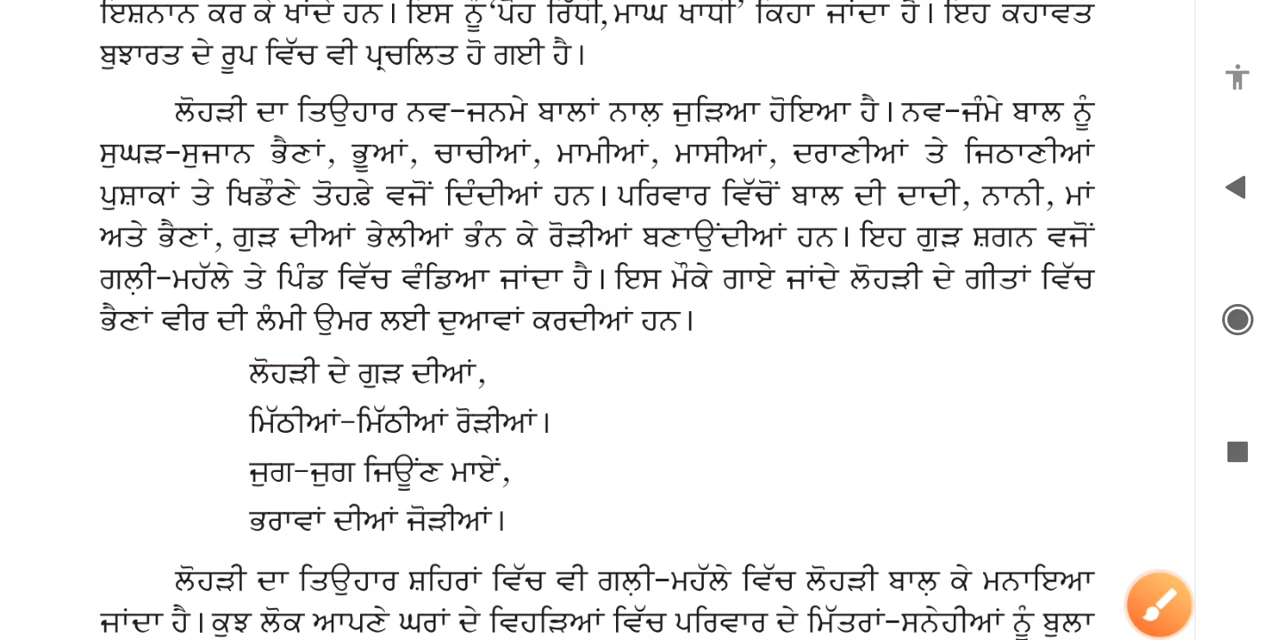 ਇਸ਼ਨਾਨ ਕਰ ਕੇ ਖਾਂਦੇ ਹਨ। ਇਸ ਨੂੰ ‘ਪੋਹ ਰਿੱਧੀ, ਮਾਘ ਖਾਧੀ’ ਕਿਹਾ ਜਾਂਦਾ ਹੈ। ਇਹ ਕਹਾਵਤ
ਬੁਝਾਰਤ ਦੇ ਰੂਪ ਵਿੱਚ ਵੀ ਪ੍ਰਚਲਿਤ ਹੋ ਗਈ ਹੈ।
ਲੋਹੜੀ ਦਾ ਤਿਉਹਾਰ ਨਵ-ਜਨਮੇ ਬਾਲਾਂ ਨਾਲ਼ ਜੁੜਿਆ ਹੋਇਆ ਹੈ। ਨਵ-ਜੰਮੇ ਬਾਲ ਨੂੰ
ਸੁਘੜ-ਸੁਜਾਨ ਭੈਣਾਂ, ਭੂਆਂ, ਚਾਚੀਆਂ, ਮਾਮੀਆਂ, ਮਾਸੀਆਂ, ਦਰਾਣੀਆਂ ਤੇ ਜਿਠਾਣੀਆਂ
ਪੁਸ਼ਾਕਾਂ ਤੇ ਖਿਡੌਣੇ ਤੋਹਫ਼ੇ ਵਜੋਂ ਦਿੰਦੀਆਂ ਹਨ। ਪਰਿਵਾਰ ਵਿੱਚੋਂ ਬਾਲ ਦੀ ਦਾਦੀ, ਨਾਨੀ, ਮਾਂ
ਅਤੇ ਭੈਣਾਂ, ਗੁੜ ਦੀਆਂ ਭੇਲੀਆਂ ਭੰਨ ਕੇ ਰੋੜੀਆਂ ਬਣਾਉਂਦੀਆਂ ਹਨ। ਇਹ ਗੁੜ ਸ਼ਗਨ ਵਜੋਂ
ਗਲ਼ੀ-ਮਹੱਲੇ ਤੇ ਪਿੰਡ ਵਿੱਚ ਵੰਡਿਆ ਜਾਂਦਾ ਹੈ। ਇਸ ਮੌਕੇ ਗਾਏ ਜਾਂਦੇ ਲੋਹੜੀ ਦੇ ਗੀਤਾਂ ਵਿੱਚ
ਭੈਣਾਂ ਵੀਰ ਦੀ ਲੰਮੀ ਉਮਰ ਲਈ ਦੁਆਵਾਂ ਕਰਦੀਆਂ ਹਨ।
ਲੋਹੜੀ ਦੇ ਗੁੜ ਦੀਆਂ,
ਮਿੱਠੀਆਂ-ਮਿੱਠੀਆਂ ਰੋੜੀਆਂ।
ਜੁਗ-ਜੁਗ ਜਿਊਂਣ ਮਾਏਂ,
ਭਰਾਵਾਂ ਦੀਆਂ ਜੋੜੀਆਂ।
ਲੋਹੜੀ ਦਾ ਤਿਉਹਾਰ ਸ਼ਹਿਰਾਂ ਵਿੱਚ ਵੀ ਗਲ਼ੀ-ਮਹੱਲੇ ਵਿੱਚ ਲੋਹੜੀ ਬਾਲ਼ ਕੇ ਮਨਾਇਆ
ਜਾਂਦਾ ਹੈ। ਕੁਝ ਲੋਕ ਆਪਣੇ ਘਰਾਂ ਦੇ ਵਿਹੜਿਆਂ ਵਿੱਚ ਪਰਿਵਾਰ ਦੇ ਮਿੱਤਰਾਂ-ਸਨੇਹੀਆਂ ਨੂੰ ਬੁਲਾ